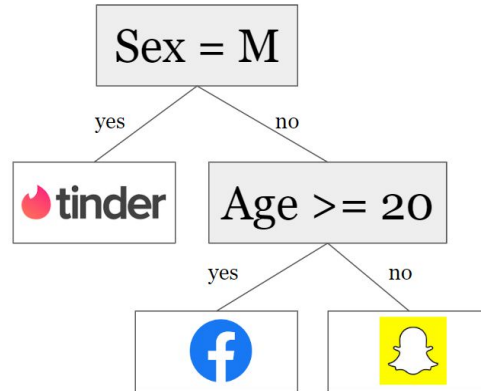 Sex = M
yes
no
tinder
Age >= 20
yes
no